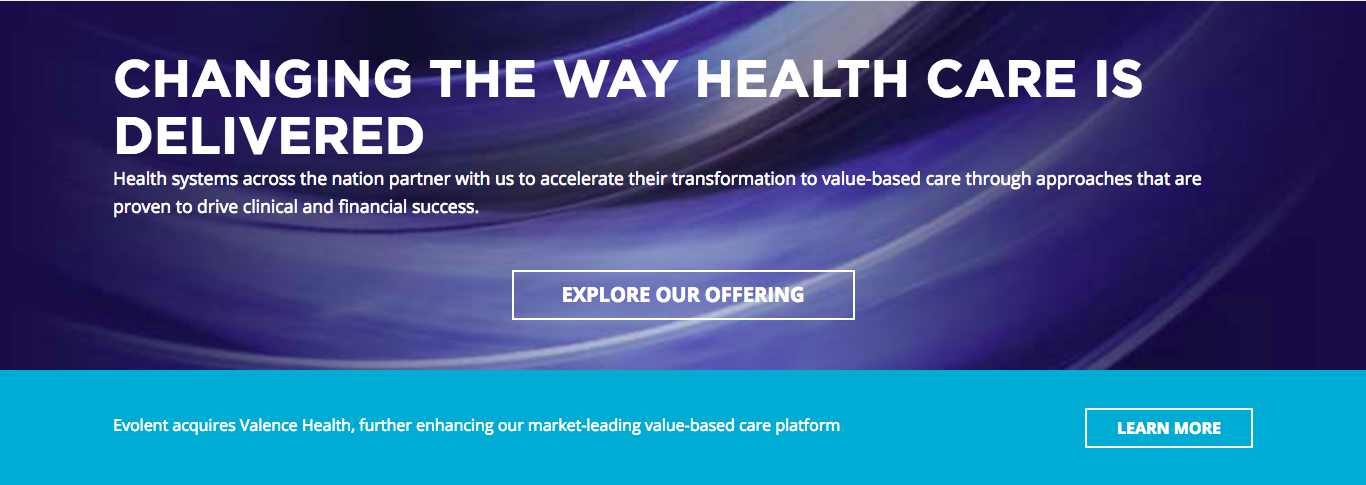 CHANGING THE WAY HEALTH CARE IS
DELIVERED
Health systems across the nation partner with us to accelerate their transformation to value-based care through approaches that are
proven to drive clinical and financial success.
EXPLORE OUR OFFERING
Evolent acquires Valence Health, further enhancing our market-leading value-based care platform
LEARN MORE